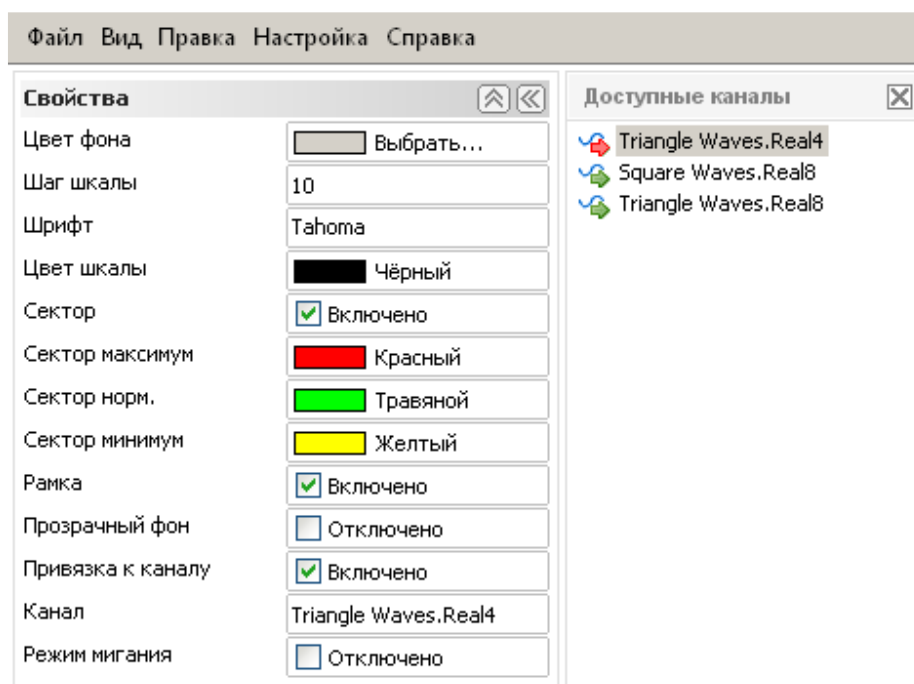 Файл Вид Правка Настройка Справка
Свойства
Цвет фона Выбрать...
Шаг шкалы 10
Шрифт Tahoma
Цвет шкалы Чёрный
Сектор Включено
Сектор максимум Красный
Сектор норм. Травяной
Сектор минимум Желтый
Рамка Включено
Прозрачный фон Отключено
Привязка к каналу Включено
Канал Triangle Waves.Real4
Режим мигания Отключено
Доступные каналы
Triangle Waves.Real4
Square Waves.Real8
Triangle Waves.Real8